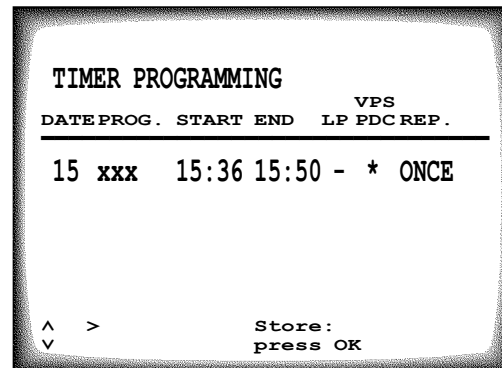 TIMER PROGRAMMING
VPS
DATE PROG. START END LP PDC REP.
15 xxx 15:36 15:50 - * ONCE
^ > Store:
v press OK